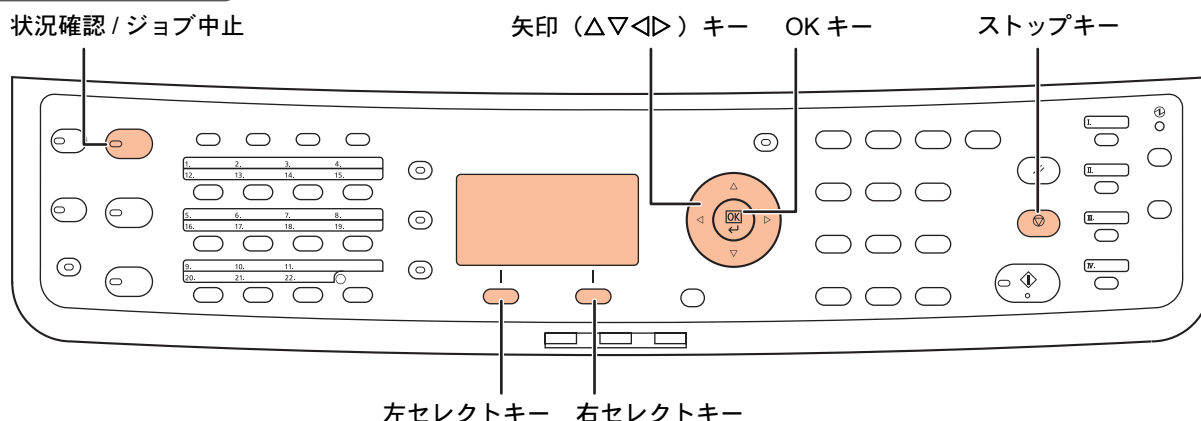 状況確認 / ジョブ中止
矢印（△▽◁▷）キー
OK キー
ストップキー
1. 2. 3. 4.
12. 13. 14. 15.
5. 6. 7. 8.
16. 17. 18. 19.
9. 10. 11.
20. 21. 22.
OK
I.
II.
III.
IV.
左セレクトキー 右セレクトキー